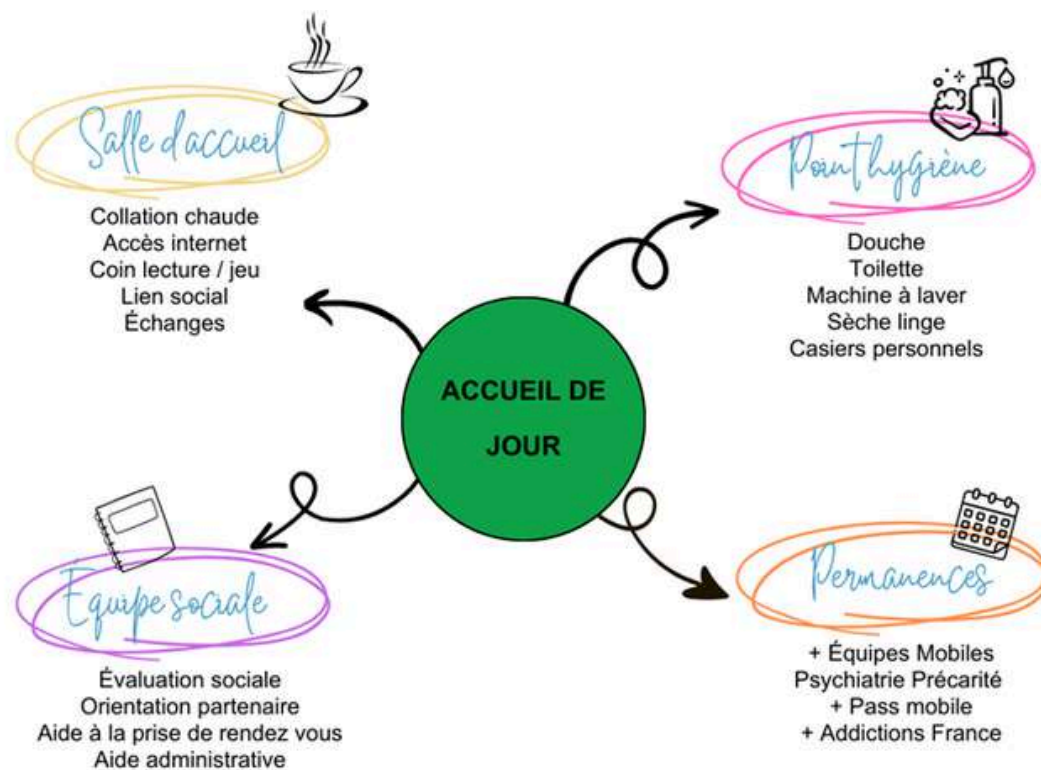 Salle d'accueil
Collation chaude
Accès internet
Coin lecture / jeu
Lien social
Échanges
Point hygiène
Douche
Toilette
Machine à laver
Sèche linge
Casiers personnels
ACCUEIL DE
JOUR
Équipe sociale
Évaluation sociale
Orientation partenaire
Aide à la prise de rendez vous
Aide administrative
Permanences
+ Équipes Mobiles
Psychiatrie Précarité
+ Pass mobile
+ Addictions France